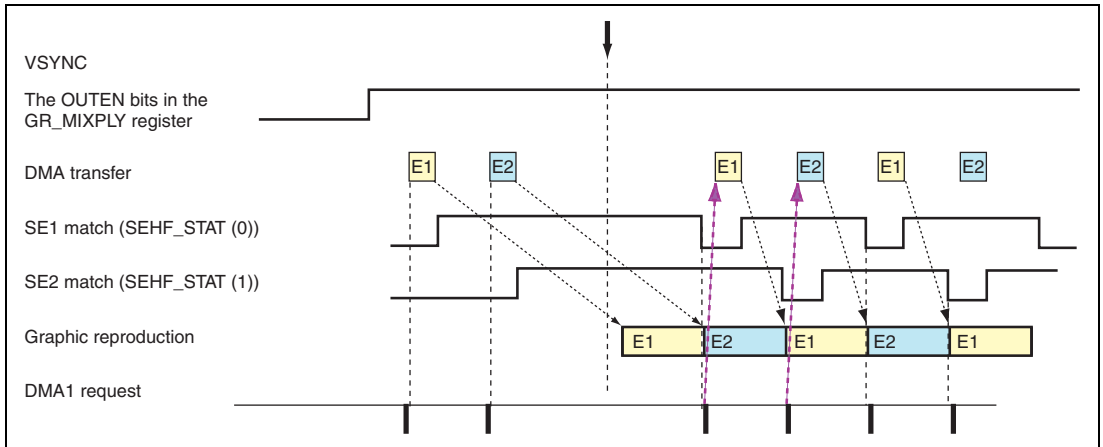 VSYNC
The OUTEN bits in the
GR_MIXPLY register
DMA transfer
E1
E2
E1
E2
E1
E2
SE1 match (SEHF_STAT (0))
SE2 match (SEHF_STAT (1))
Graphic reproduction
E1
E2
E1
E2
E1
DMA1 request